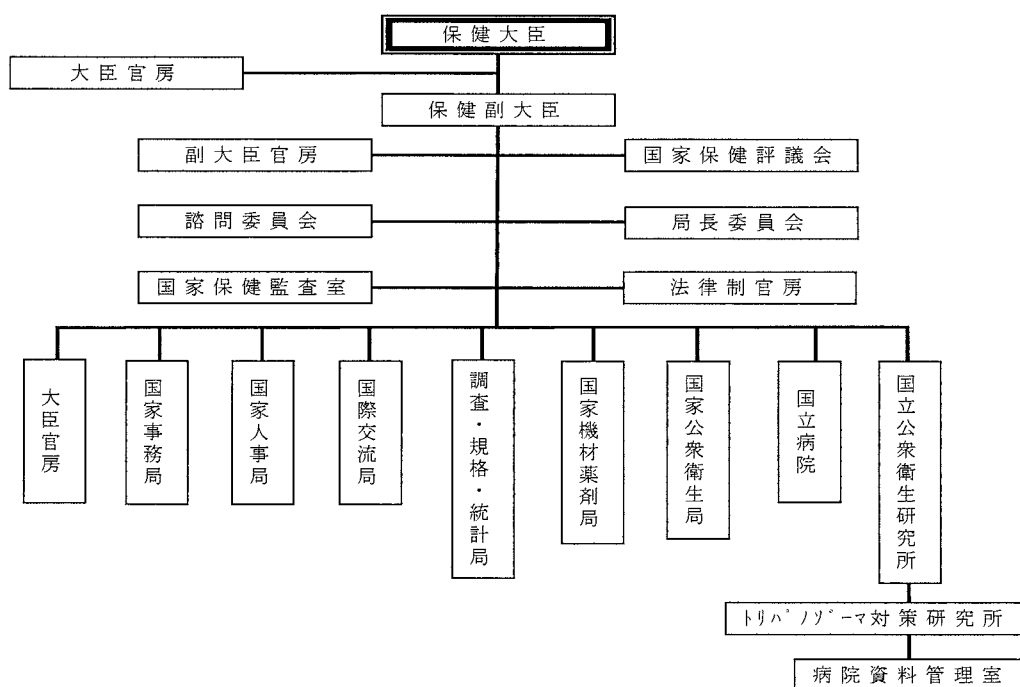 保健大臣
大臣官房
保健副大臣
副大臣官房
国家保健評議会
諮問委員会
局長委員会
国家保健監査室
法律制官房
大臣官房
国家事務局
国家人事局
国際交流局
調査・規格・統計局
国家機材薬剤局
国家公衆衛生局
国立病院
国立公衆衛生研究所
ﾄﾘﾊﾟﾉｿﾞｰﾏ対策研究所
病院資料管理室